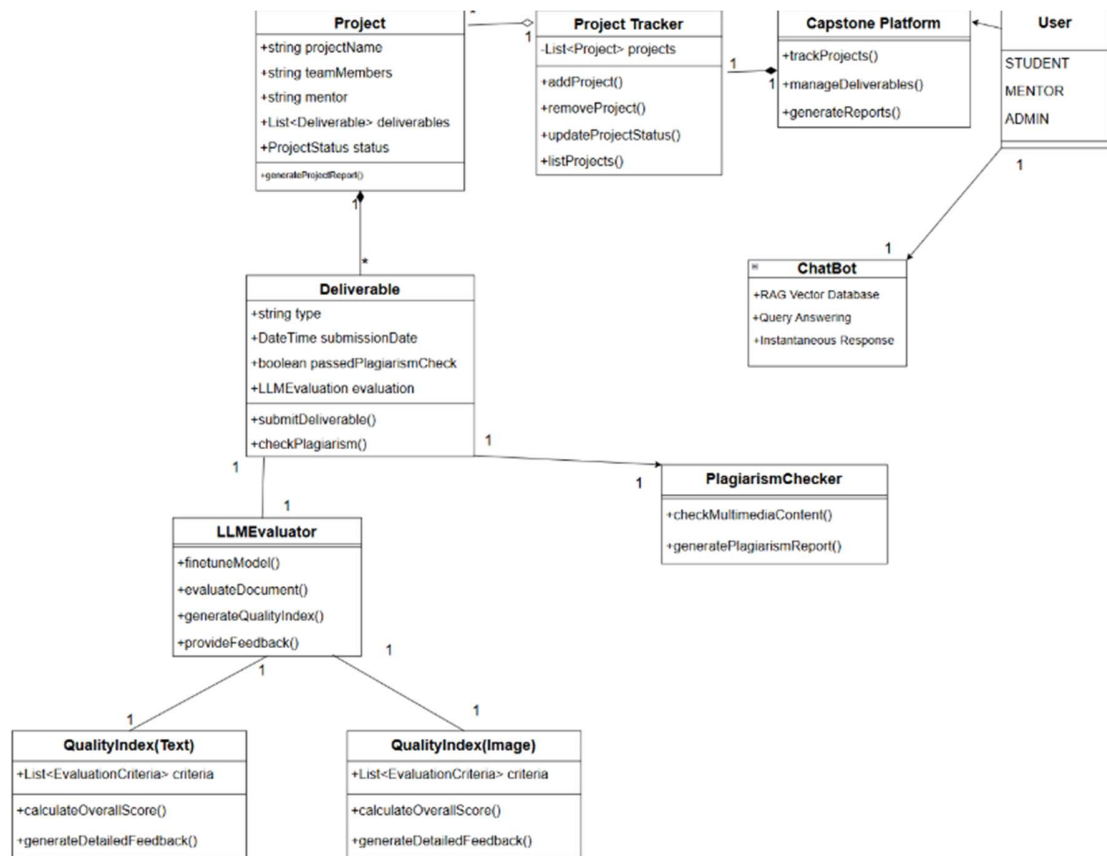 Project
+string projectName
+string teamMembers
+string mentor
+List<Deliverable> deliverables
+ProjectStatus status
+generateProjectReport()
*
1
Project Tracker
-List<Project> projects
+addProject()
+removeProject()
+updateProjectStatus()
+listProjects()
1
1
Capstone Platform
+trackProjects()
+manageDeliverables()
+generateReports()
User
STUDENT
MENTOR
ADMIN
1
1
ChatBot
+RAG Vector Database
+Query Answering
+Instantaneous Response
1
*
Deliverable
+string type
+DateTime submissionDate
+boolean passedPlagiarismCheck
+LLMEvaluation evaluation
+submitDeliverable()
+checkPlagiarism()
1
1
PlagiarismChecker
+checkMultimediaContent()
+generatePlagiarismReport()
1
1
LLMEvaluator
+finetuneModel()
+evaluateDocument()
+generateQualityIndex()
+provideFeedback()
1
1
1
1
QualityIndex(Text)
+List<EvaluationCriteria> criteria
+calculateOverallScore()
+generateDetailedFeedback()
QualityIndex(Image)
+List<EvaluationCriteria> criteria
+calculateOverallScore()
+generateDetailedFeedback()